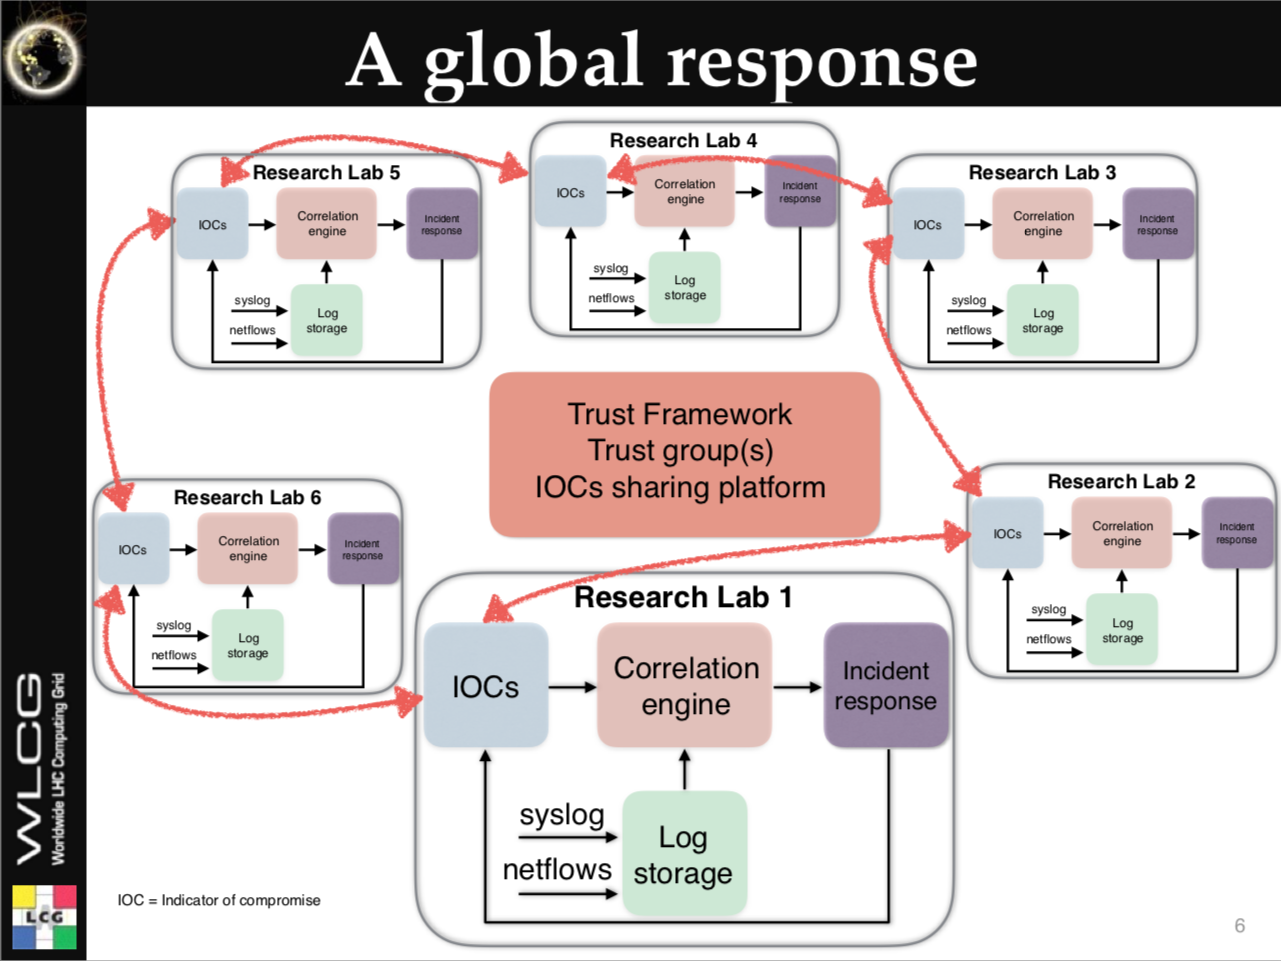 A global response
Research Lab 5
IOCs
Correlation
engine
Incident
response
syslog
netflows
Log
storage
Research Lab 4
IOCs
Correlation
engine
Incident
response
syslog
netflows
Log
storage
Research Lab 3
IOCs
Correlation
engine
Incident
response
syslog
netflows
Log
storage
Trust Framework
Trust group(s)
IOCs sharing platform
Research Lab 6
IOCs
Correlation
engine
Incident
response
syslog
netflows
Log
storage
Research Lab 2
IOCs
Correlation
engine
Incident
response
syslog
netflows
Log
storage
Research Lab 1
IOCs
Correlation
engine
Incident
response
syslog
netflows
Log
storage
WLCG
Worldwide LHC Computing Grid
LCG
IOC = Indicator of compromise
6